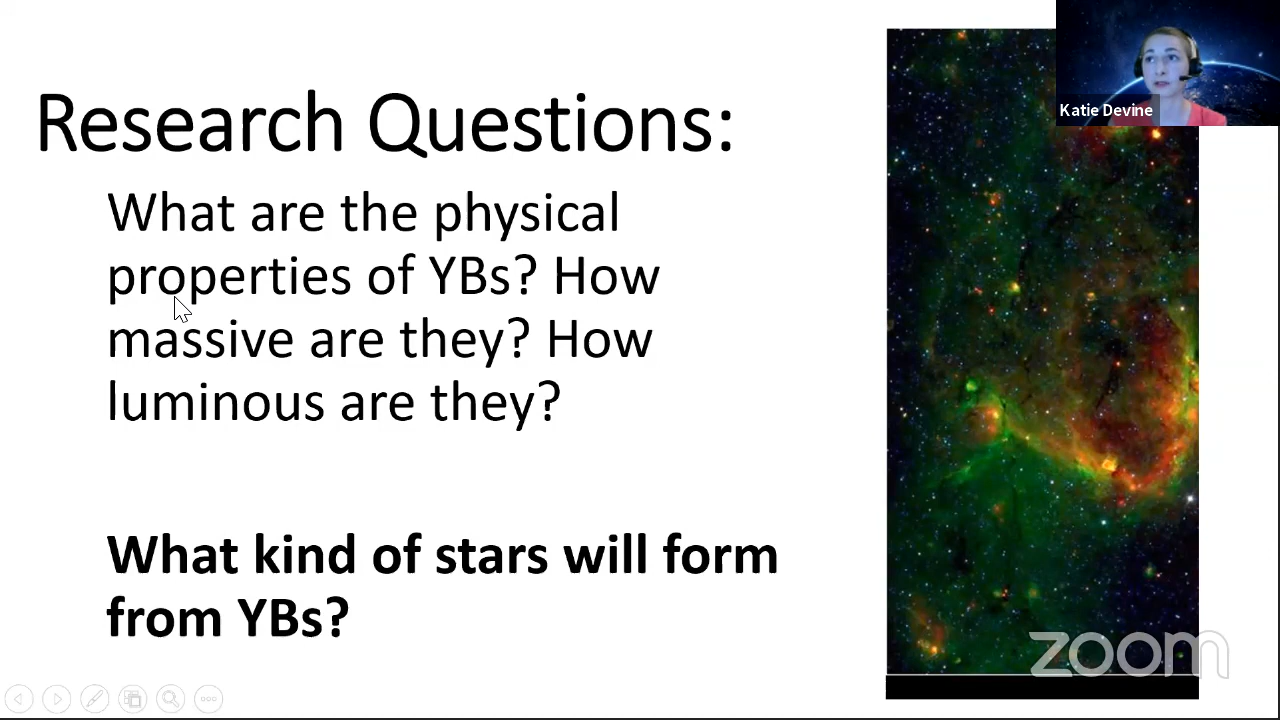 Research Questions:
What are the physical
properties of YBs? How
massive are they? How
luminous are they?
What kind of stars will form
from YBs?
Katie Devine
zoom